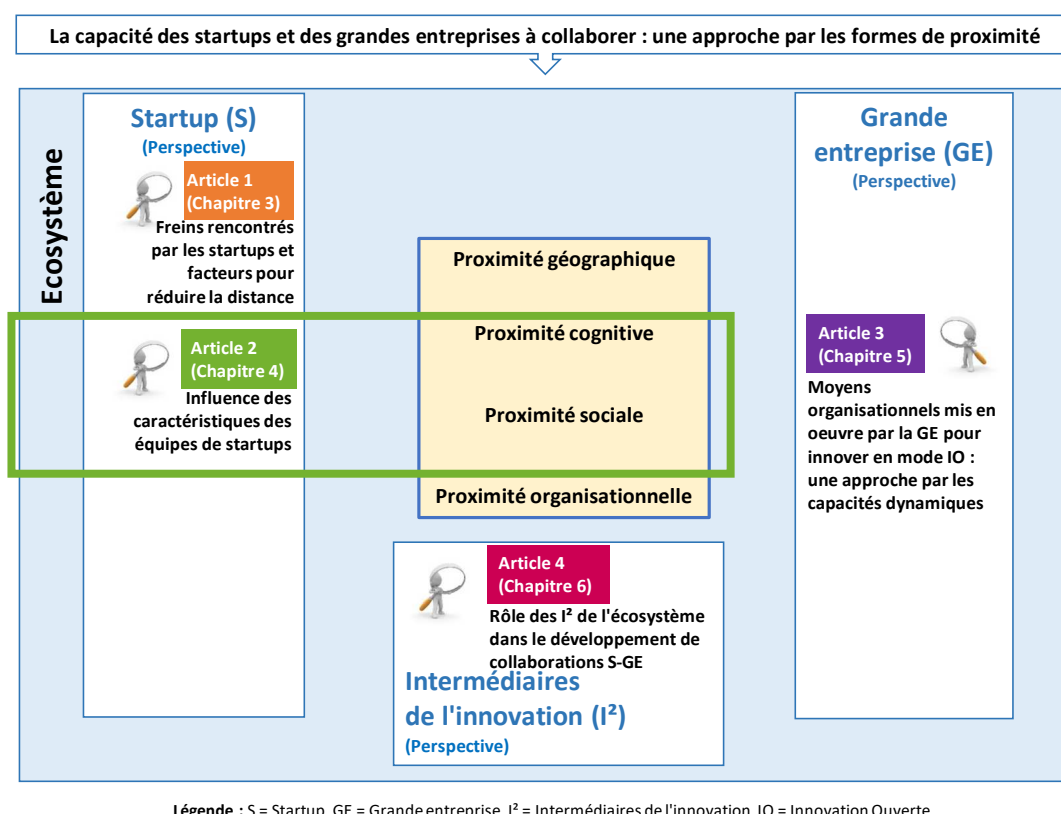 La capacité des startups et des grandes entreprises à collaborer : une approche par les formes de proximité
Ecosystème
Startup (S)
(Perspective)
Article 1
(Chapitre 3)
Freins rencontrés
par les startups et
facteurs pour
réduire la distance
Article 2
(Chapitre 4)
Influence des
caractéristiques des
équipes de startups
Proximité géographique
Proximité cognitive
Proximité sociale
Proximité organisationnelle
Grande
entreprise (GE)
(Perspective)
Article 3
(Chapitre 5)
Moyens
organisationnels mis en
oeuvre par la GE pour
innover en mode IO :
une approche par les
capacités dynamiques
Article 4
(Chapitre 6)
Rôle des I² de l'écosystème
dans le développement de
collaborations S-GE
Intermédiaires
de l'innovation (I²)
(Perspective)
Légende : S = Startup, GE = Grande entreprise, I² = Intermédiaires de l'innovation, IO = Innovation Ouverte